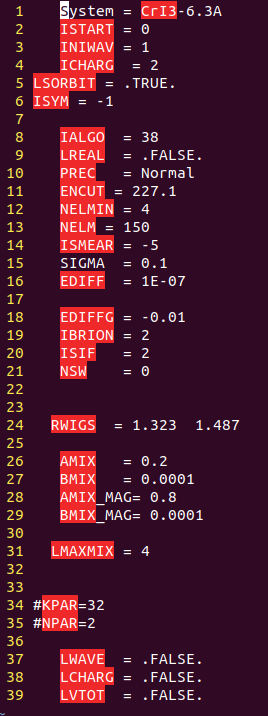 1 System = CrI3-6.3A
2 ISTART = 0
3 INIWAV = 1
4 ICHARG = 2
5 LSORBIT = .TRUE.
6 ISYM = -1
7
8 IALGO = 38
9 LREAL = .FALSE.
10 PREC = Normal
11 ENCUT = 227.1
12 NELMIN = 4
13 NELM = 150
14 ISMEAR = -5
15 SIGMA = 0.1
16 EDIFF = 1E-07
17
18 EDIFFG = -0.01
19 IBRION = 2
20 ISIF = 2
21 NSW = 0
22
23
24 RWIGS = 1.323 1.487
25
26 AMIX = 0.2
27 BMIX = 0.0001
28 AMIX_MAG= 0.8
29 BMIX_MAG= 0.0001
30
31 LMAXMIX = 4
32
33
34 #KPAR=32
35 #NPAR=2
36
37 LWAVE = .FALSE.
38 LCHARG = .FALSE.
39 LVTOT = .FALSE.
~